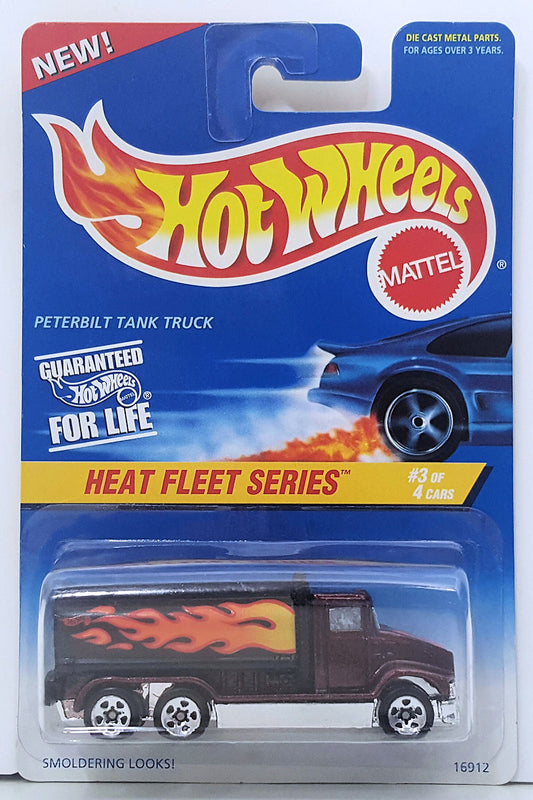 NEW!
DIE CAST METAL PARTS.
FOR AGES OVER 3 YEARS.
HOT WHEELS
MATTEL
®
PETERBILT TANK TRUCK
GUARANTEED
HOT WHEELS
MATTEL ®
FOR LIFE
HEAT FLEET SERIES™
#3 OF
4 CARS
SMOLDERING LOOKS!
16912